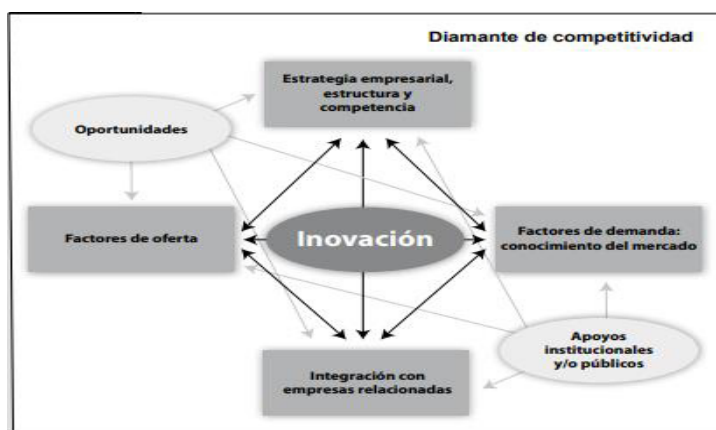 Diamante de competitividad
Estrategia empresarial,
estructura y
competencia
Oportunidades
Factores de oferta
Inovación
Factores de demanda:
conocimiento del mercado
Apoyos
institucionales
y/o públicos
Integración con
empresas relacionadas